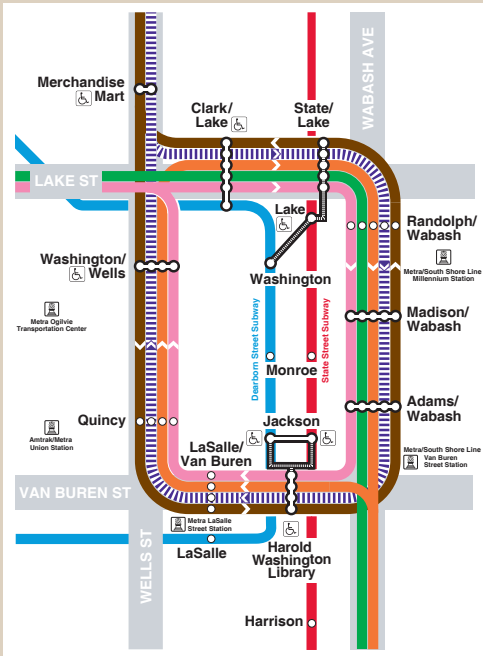 WABASH AVE
Merchandise
Mart
Clark/
Lake
State/
Lake
LAKE ST
Lake
Randolph/
Wabash
Metra/South Shore Line
Millennium Station
Washington/
Wells
Washington
Metra Ogilvie
Transportation Center
Dearborn Street Subway
State Street Subway
Madison/
Wabash
Monroe
Adams/
Wabash
Quincy
Jackson
Amtrak/Metra
Union Station
LaSalle/
Van Buren
Metra/South Shore Line
Van Buren
Street Station
VAN BUREN ST
Metra LaSalle
Street Station
LaSalle
Harold
Washington
Library
WELLS ST
Harrison